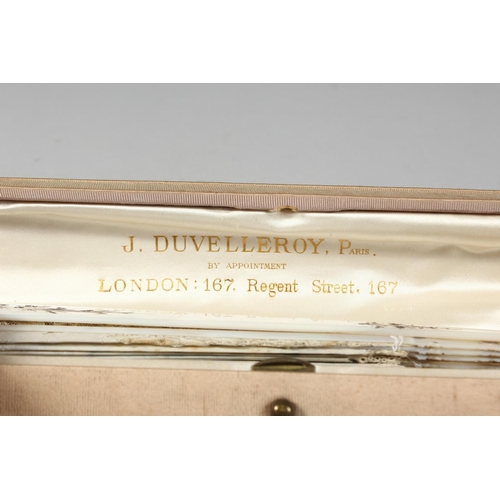 J. DUVELLEROY, PARIS.
BY APPOINTMENT
LONDON: 167, Regent Street, 167